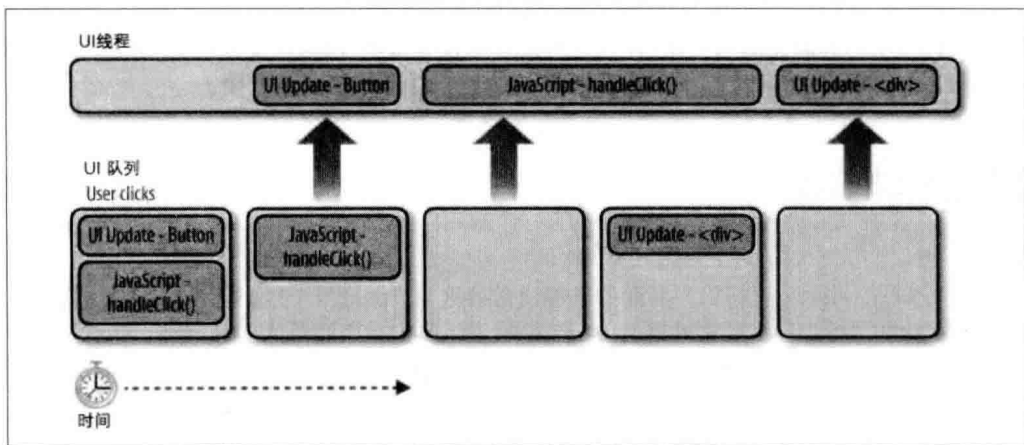 UI线程
UI Update - Button
JavaScript - handleClick()
UI Update - <div>
UI 队列
User clicks
UI Update - Button
JavaScript -
handleClick()
JavaScript -
handleClick()
UI Update - <div>
时间